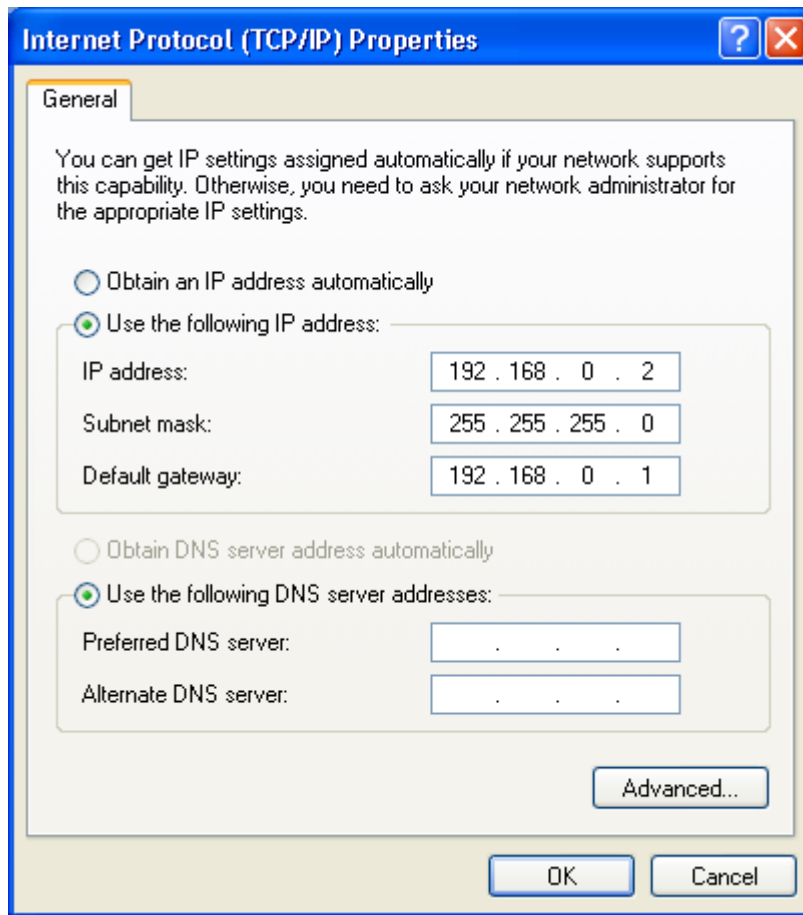 Internet Protocol (TCP/IP) Properties
General
You can get IP settings assigned automatically if your network supports
this capability. Otherwise, you need to ask your network administrator for
the appropriate IP settings.
Obtain an IP address automatically
Use the following IP address:
IP address: 192 . 168 . 0 . 2
Subnet mask: 255 . 255 . 255 . 0
Default gateway: 192 . 168 . 0 . 1
Obtain DNS server address automatically
Use the following DNS server addresses:
Preferred DNS server: . . .
Alternate DNS server: . . .
Advanced...
OK Cancel